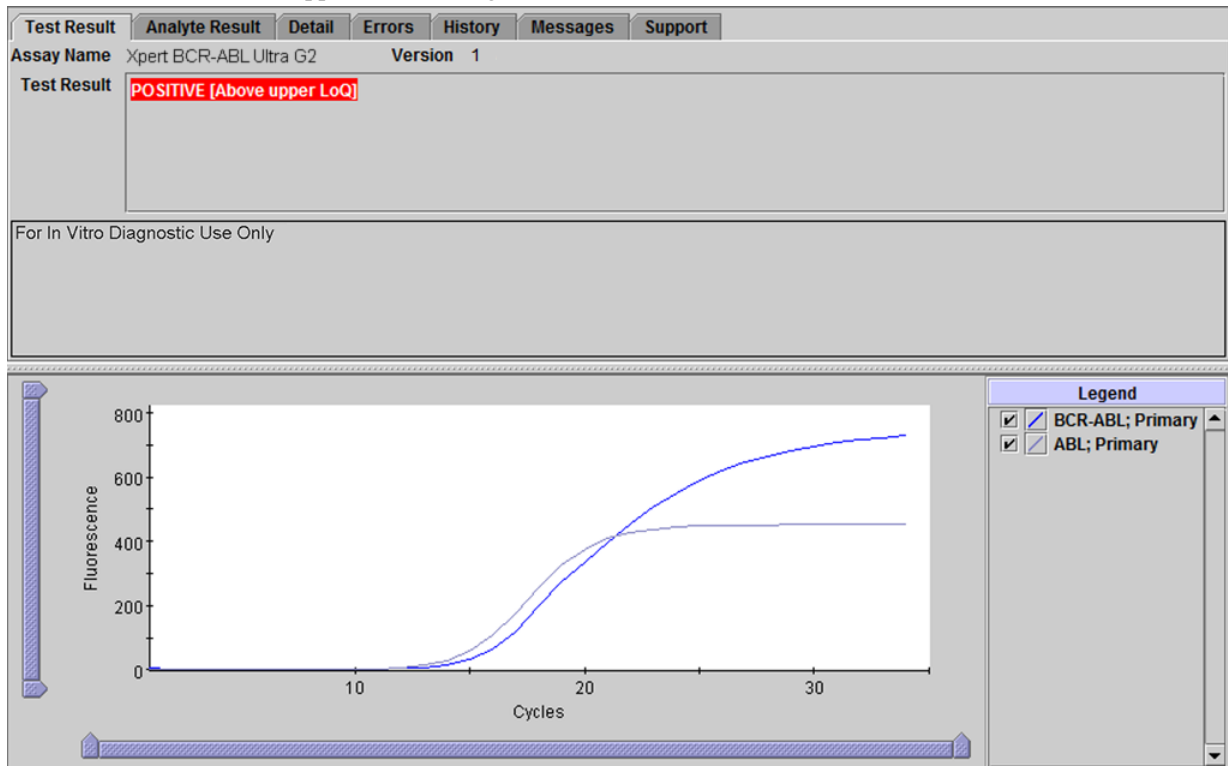 Test Result Analyte Result Detail Errors History Messages Support
Assay Name Xpert BCR-ABL Ultra G2 Version 1
Test Result POSITIVE [Above upper LoQ]
For In Vitro Diagnostic Use Only
Legend
BCR-ABL; Primary
ABL; Primary
800
600
400
200
0
Fluorescence
10 20 30
Cycles